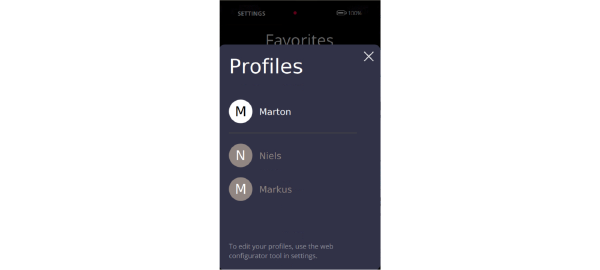 SETTINGS
100%
Favorites
Profiles
M
Marton
N
Niels
M
Markus
To edit your profiles, use the web
configurator tool in settings.